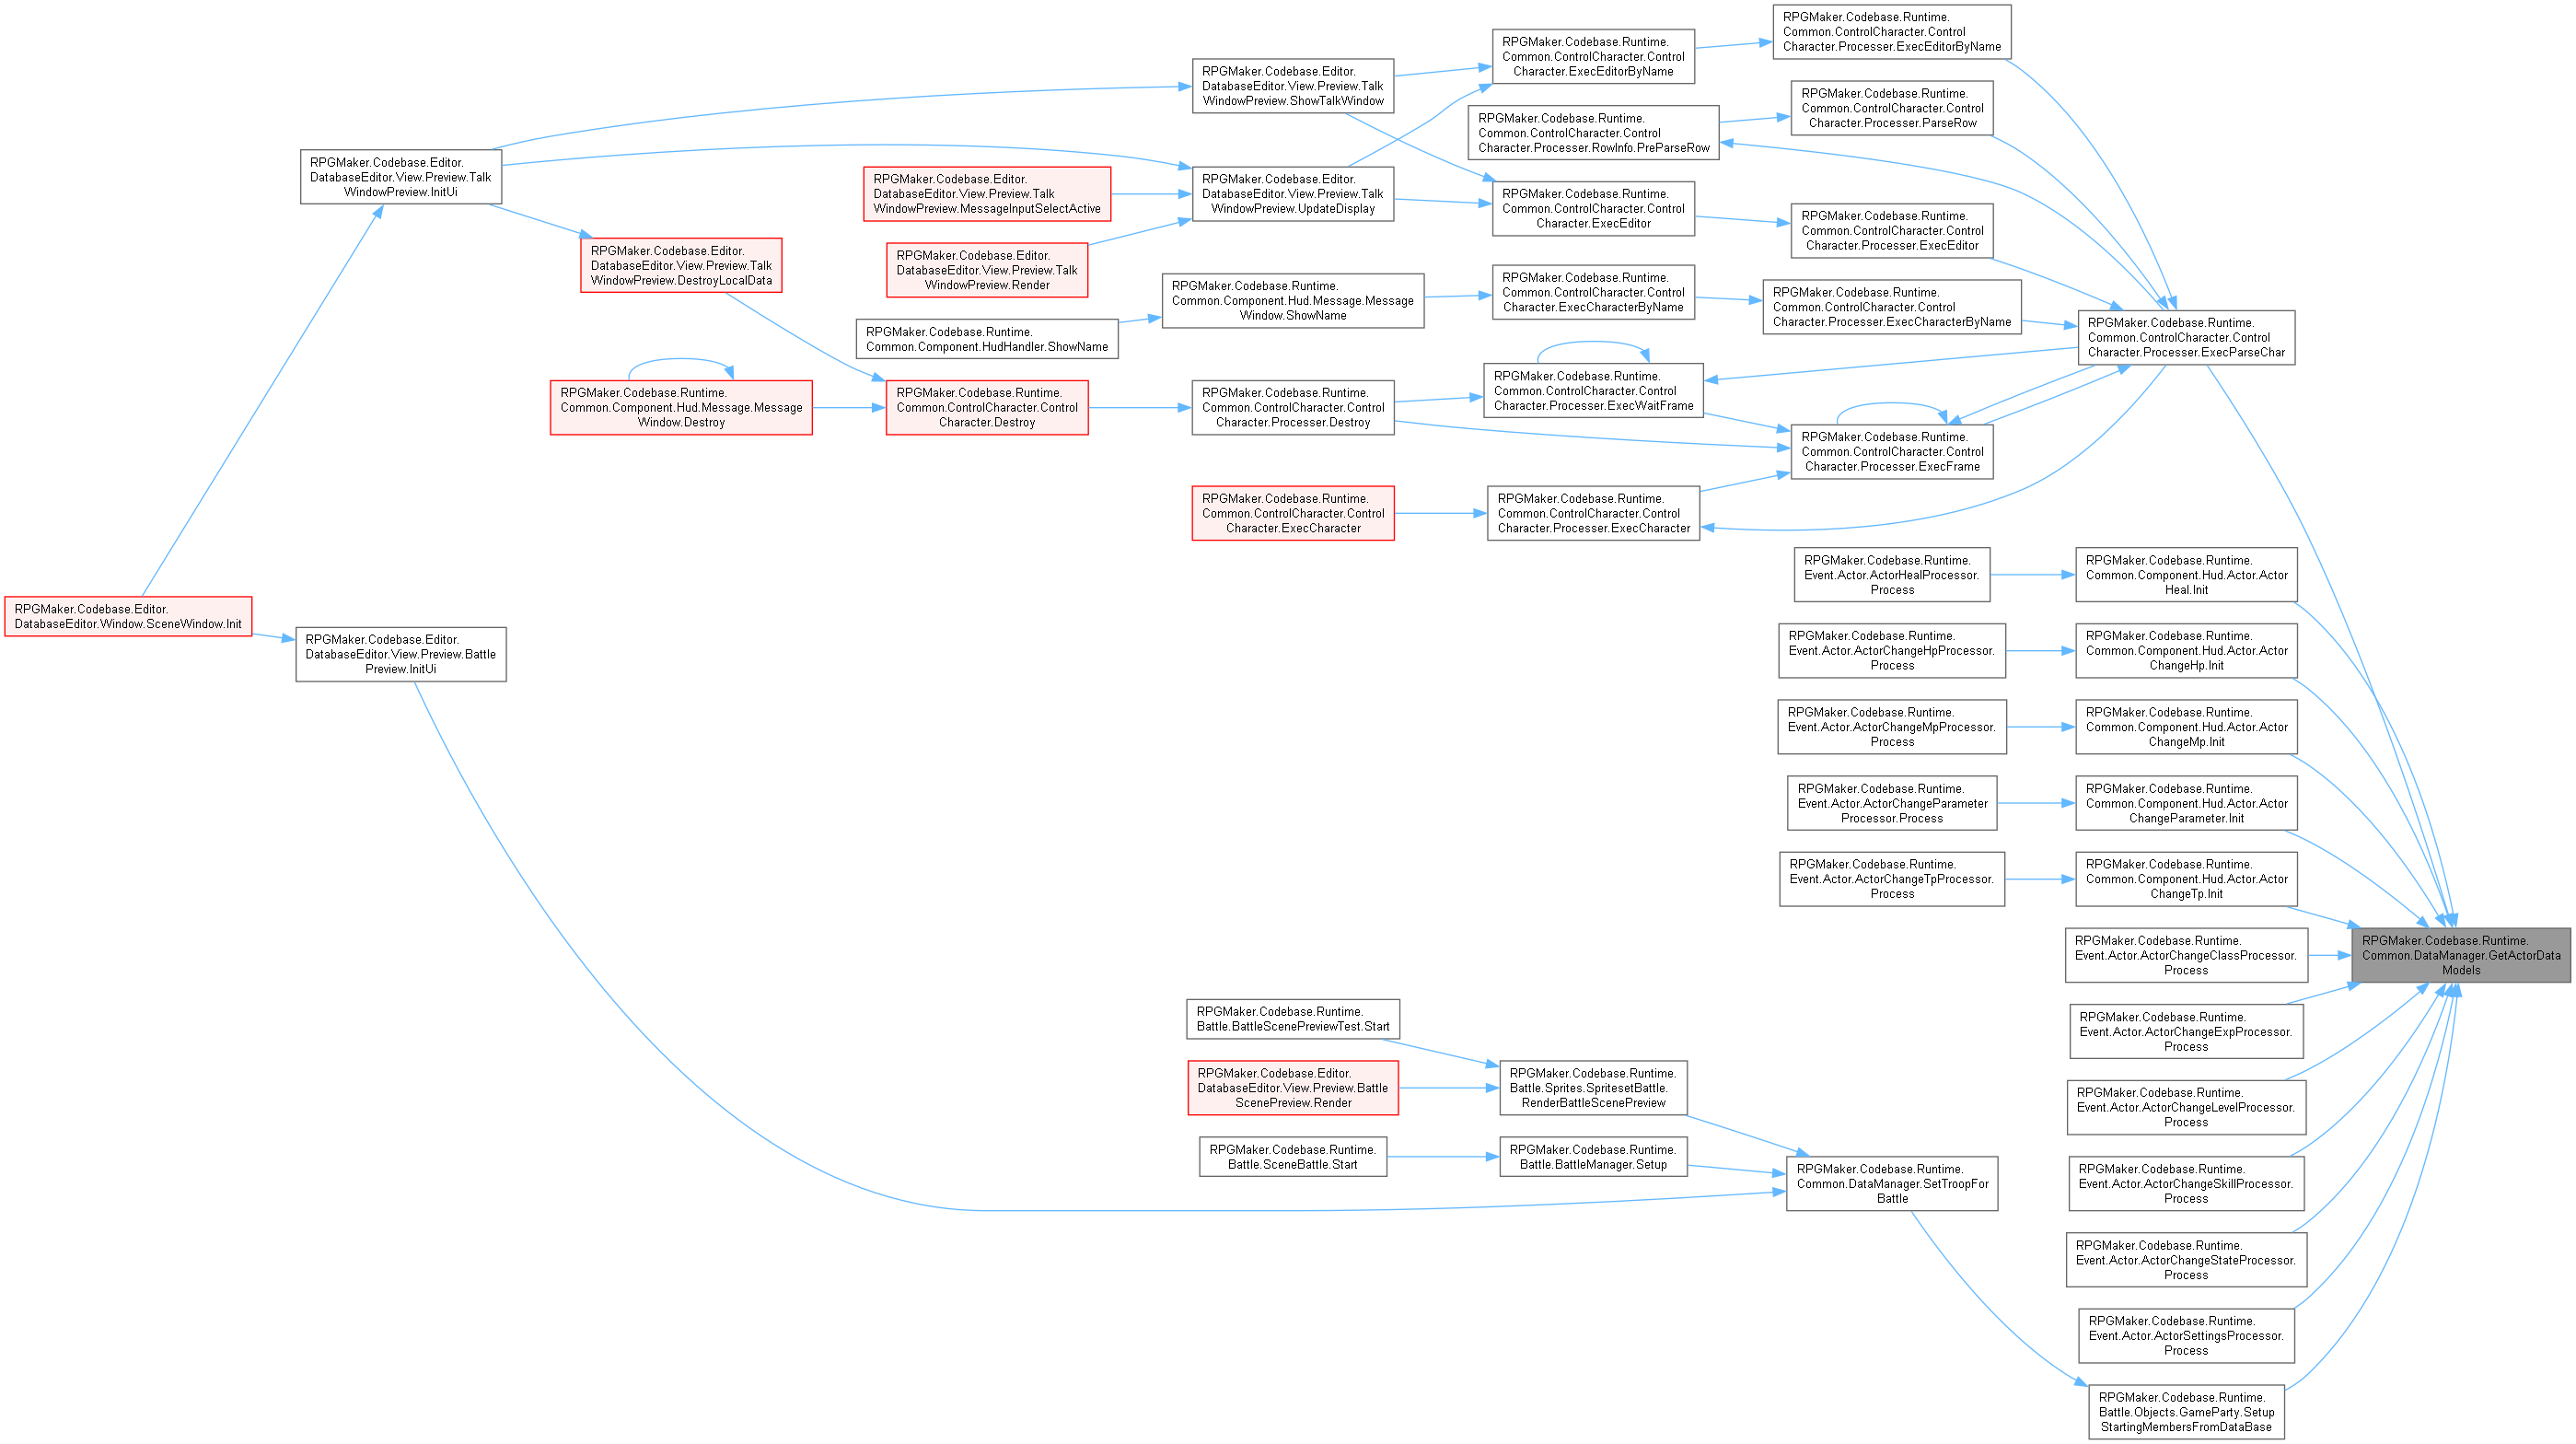 RPGMaker.Codebase.Runtime.
Common.ControlCharacter.Control
Character.Processer.ExecEditorByName
RPGMaker.Codebase.Runtime.
Common.ControlCharacter.Control
Character.ExecEditorByName
RPGMaker.Codebase.Editor.
DatabaseEditor.View.Preview.Talk
WindowPreview.ShowTalkWindow
RPGMaker.Codebase.Runtime.
Common.ControlCharacter.Control
Character.Processer.ParseRow
RPGMaker.Codebase.Runtime.
Common.ControlCharacter.Control
Character.Processer.RowInfo.PreParseRow
RPGMaker.Codebase.Editor.
DatabaseEditor.View.Preview.Talk
WindowPreview.InitUi
RPGMaker.Codebase.Editor.
DatabaseEditor.View.Preview.Talk
WindowPreview.MessageInputSelectActive
RPGMaker.Codebase.Editor.
DatabaseEditor.View.Preview.Talk
WindowPreview.UpdateDisplay
RPGMaker.Codebase.Runtime.
Common.ControlCharacter.Control
Character.ExecEditor
RPGMaker.Codebase.Runtime.
Common.ControlCharacter.Control
Character.Processer.ExecEditor
RPGMaker.Codebase.Editor.
DatabaseEditor.View.Preview.Talk
WindowPreview.DestroyLocalData
RPGMaker.Codebase.Editor.
DatabaseEditor.View.Preview.Talk
WindowPreview.Render
RPGMaker.Codebase.Runtime.
Common.Component.Hud.Message.Message
Window.ShowName
RPGMaker.Codebase.Runtime.
Common.ControlCharacter.Control
Character.ExecCharacterByName
RPGMaker.Codebase.Runtime.
Common.ControlCharacter.Control
Character.Processer.ExecCharacterByName
RPGMaker.Codebase.Runtime.
Common.Component.HudHandler.ShowName
RPGMaker.Codebase.Runtime.
Common.ControlCharacter.Control
Character.Processer.ExecParseChar
RPGMaker.Codebase.Runtime.
Common.Component.Hud.Message.Message
Window.Destroy
RPGMaker.Codebase.Runtime.
Common.ControlCharacter.Control
Character.Destroy
RPGMaker.Codebase.Runtime.
Common.ControlCharacter.Control
Character.Processer.Destroy
RPGMaker.Codebase.Runtime.
Common.ControlCharacter.Control
Character.Processer.ExecWaitFrame
RPGMaker.Codebase.Runtime.
Common.ControlCharacter.Control
Character.Processer.ExecFrame
RPGMaker.Codebase.Runtime.
Common.ControlCharacter.Control
Character.ExecCharacter
RPGMaker.Codebase.Runtime.
Common.ControlCharacter.Control
Character.Processer.ExecCharacter
RPGMaker.Codebase.Runtime.
Event.Actor.ActorHealProcessor.
Process
RPGMaker.Codebase.Runtime.
Common.Component.Hud.Actor.Actor
Heal.Init
RPGMaker.Codebase.Editor.
DatabaseEditor.Window.SceneWindow.Init
RPGMaker.Codebase.Editor.
DatabaseEditor.View.Preview.Battle
Preview.InitUi
RPGMaker.Codebase.Runtime.
Event.Actor.ActorChangeHpProcessor.
Process
RPGMaker.Codebase.Runtime.
Common.Component.Hud.Actor.Actor
ChangeHp.Init
RPGMaker.Codebase.Runtime.
Event.Actor.ActorChangeMpProcessor.
Process
RPGMaker.Codebase.Runtime.
Common.Component.Hud.Actor.Actor
ChangeMp.Init
RPGMaker.Codebase.Runtime.
Event.Actor.ActorChangeParameter
Processor.Process
RPGMaker.Codebase.Runtime.
Common.Component.Hud.Actor.Actor
ChangeParameter.Init
RPGMaker.Codebase.Runtime.
Event.Actor.ActorChangeTpProcessor.
Process
RPGMaker.Codebase.Runtime.
Common.Component.Hud.Actor.Actor
ChangeTp.Init
RPGMaker.Codebase.Runtime.
Event.Actor.ActorChangeClassProcessor.
Process
RPGMaker.Codebase.Runtime.
Common.DataManager.GetActorData
Models
RPGMaker.Codebase.Runtime.
Battle.BattleScenePreviewTest.Start
RPGMaker.Codebase.Runtime.
Event.Actor.ActorChangeExpProcessor.
Process
RPGMaker.Codebase.Editor.
DatabaseEditor.View.Preview.Battle
ScenePreview.Render
RPGMaker.Codebase.Runtime.
Battle.Sprites.SpritesetBattle.
RenderBattleScenePreview
RPGMaker.Codebase.Runtime.
Event.Actor.ActorChangeLevelProcessor.
Process
RPGMaker.Codebase.Runtime.
Battle.SceneBattle.Start
RPGMaker.Codebase.Runtime.
Battle.BattleManager.Setup
RPGMaker.Codebase.Runtime.
Common.DataManager.SetTroopFor
Battle
RPGMaker.Codebase.Runtime.
Event.Actor.ActorChangeSkillProcessor.
Process
RPGMaker.Codebase.Runtime.
Event.Actor.ActorChangeStateProcessor.
Process
RPGMaker.Codebase.Runtime.
Event.Actor.ActorSettingsProcessor.
Process
RPGMaker.Codebase.Runtime.
Battle.Objects.GameParty.Setup
StartingMembersFromDataBase